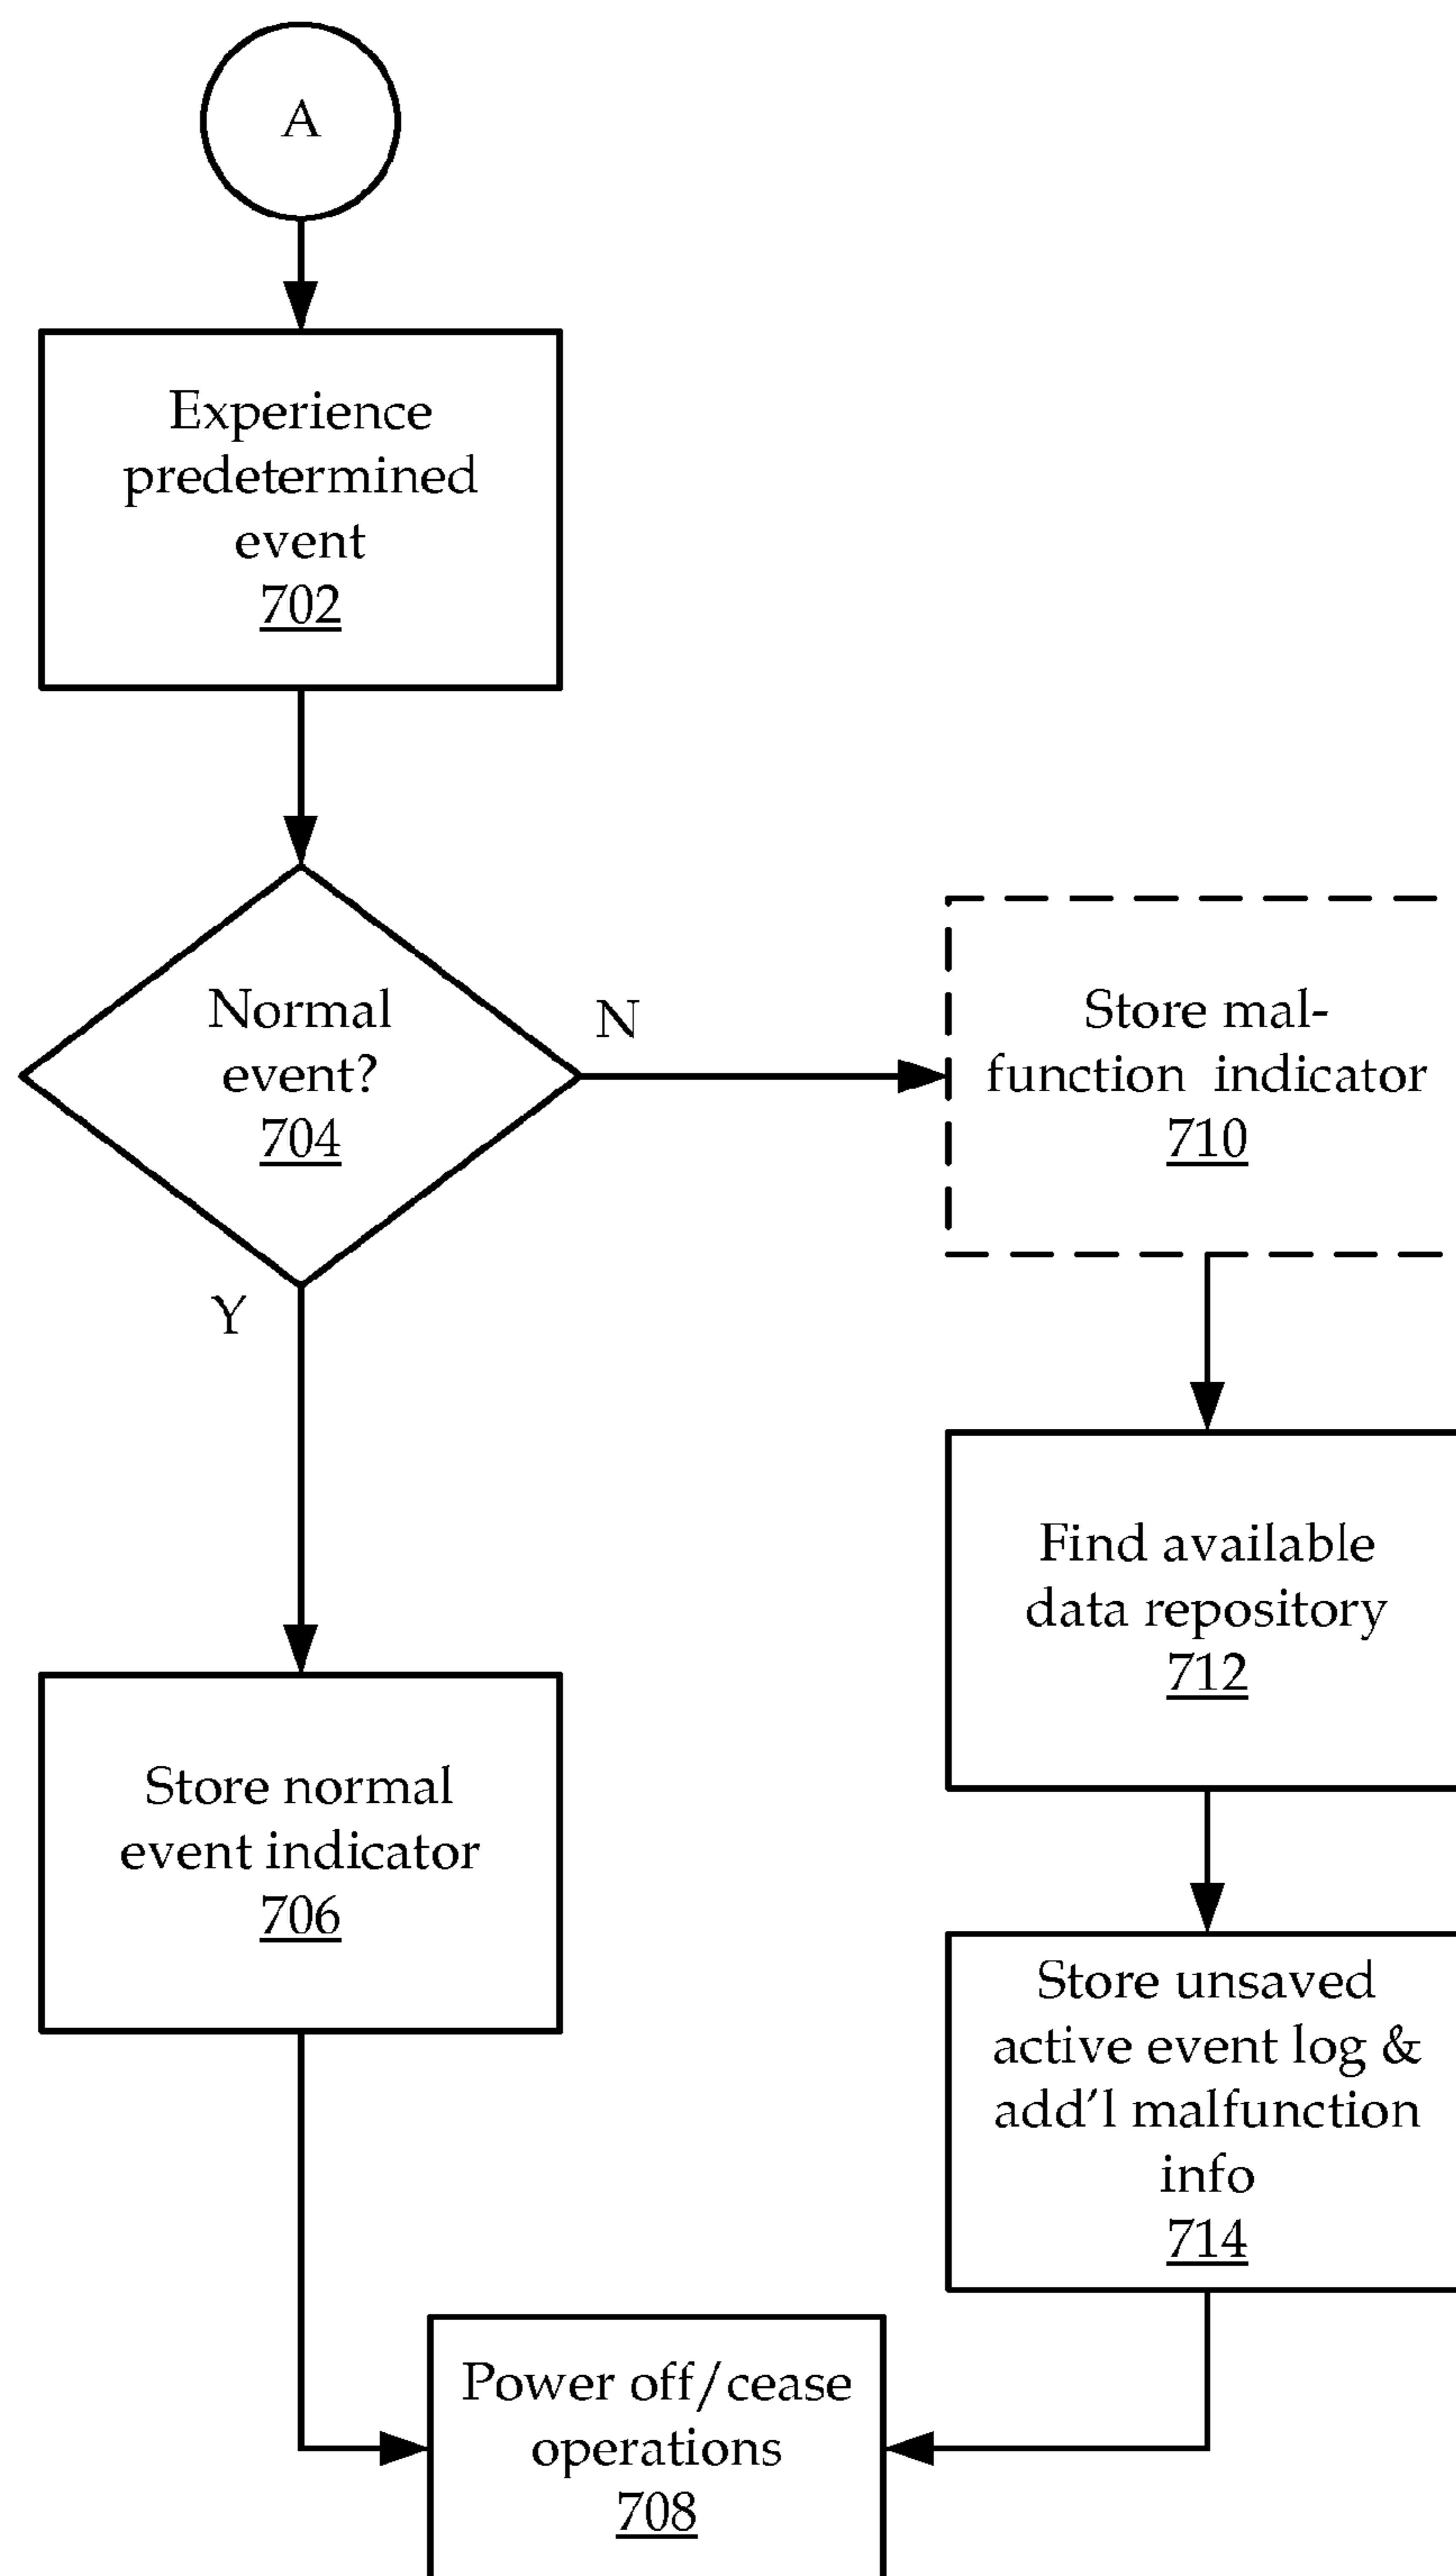 A
Experience
predetermined
event
702
Normal
event?
704
N
Y
Store mal-
function indicator
710
Find available
data repository
712
Store normal
event indicator
706
Store unsaved
active event log &
add'l malfunction
info
714
Power off/cease
operations
708